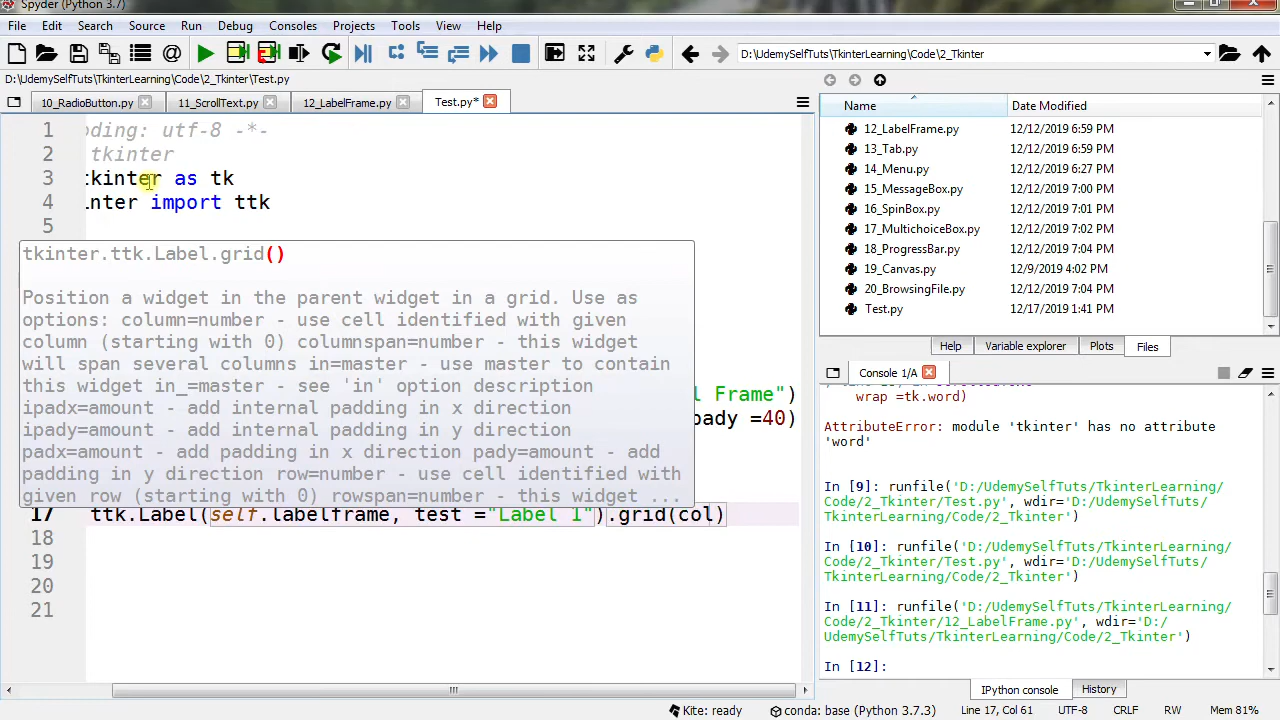 Spyder (Python 3.7)
File Edit Search Source Run Debug Consoles Projects Tools View Help
D:\UdemySelfTuts\TkinterLearning\Code\2_Tkinter
D:\UdemySelfTuts\TkinterLearning\Code\2_Tkinter\Test.py
10_RadioButton.py 11_ScrollText.py 12_LabelFrame.py Test.py*
1 oding: utf-8 -*-
2 tkinter
3 tkinter as tk
4 inter import ttk
5
tkinter.ttk.Label.grid()
Position a widget in the parent widget in a grid. Use as
options: column=number - use cell identified with given
column (starting with 0) columnspan=number - this widget
will span several columns in=master - use master to contain
this widget in_=master - see 'in' option description
ipadx=amount - add internal padding in x direction
ipady=amount - add internal padding in y direction
padx=amount - add padding in x direction pady=amount - add
padding in y direction row=number - use cell identified with
given row (starting with 0) rowspan=number - this widget ...
l Frame")
pady =40)
17 ttk.Label(self.labelframe, test ="Label 1").grid(col)
18
19
20
21
Name Date Modified
12_LabelFrame.py 12/12/2019 6:59 PM
13_Tab.py 12/12/2019 6:59 PM
14_Menu.py 12/12/2019 6:57 PM
15_MessageBox.py 12/12/2019 7:00 PM
16_SpinBox.py 12/12/2019 7:01 PM
17_MultichoiceBox.py 12/12/2019 7:02 PM
18_ProgressBar.py 12/12/2019 7:04 PM
19_Canvas.py 12/9/2019 4:02 PM
20_BrowsingFile.py 12/12/2019 7:04 PM
Test.py 12/17/2019 1:41 PM
Help Variable explorer Plots Files
Console 1/A
wrap =tk.word)
AttributeError: module 'tkinter' has no attribute
'word'
In [9]: runfile('D:/UdemySelfTuts/TkinterLearning/
Code/2_Tkinter/Test.py', wdir='D:/UdemySelfTuts/
TkinterLearning/Code/2_Tkinter')
In [10]: runfile('D:/UdemySelfTuts/TkinterLearning/
Code/2_Tkinter/Test.py', wdir='D:/UdemySelfTuts/
TkinterLearning/Code/2_Tkinter')
In [11]: runfile('D:/UdemySelfTuts/TkinterLearning/
Code/2_Tkinter/12_LabelFrame.py', wdir='D:/
UdemySelfTuts/TkinterLearning/Code/2_Tkinter')
In [12]:
IPython console History
Kite: ready conda: base (Python 3.7.3) Line 17, Col 61 UTF-8 CRLF RW Mem 81%